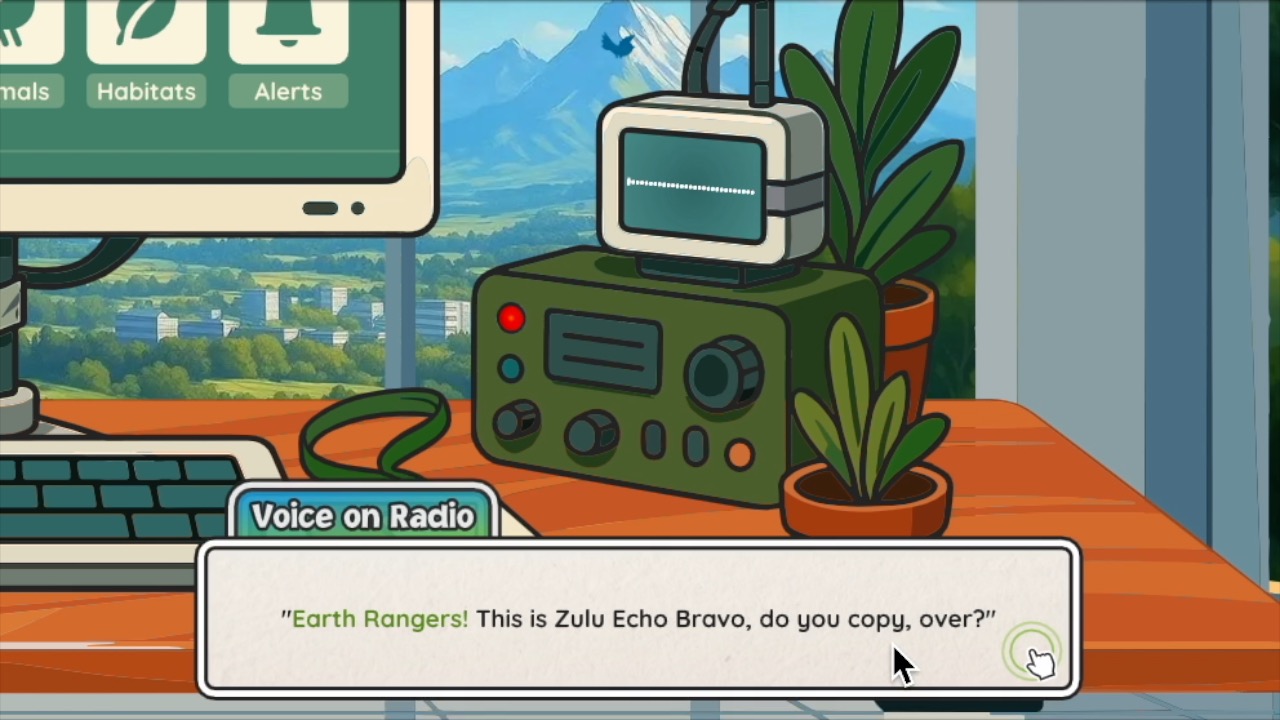 mals
Habitats
Alerts
Voice on Radio
"Earth Rangers! This is Zulu Echo Bravo, do you copy, over?"